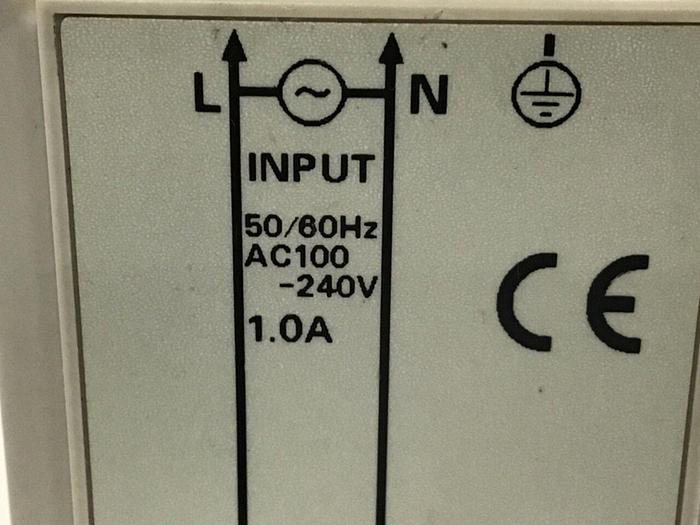 L ~ N
INPUT
50/60Hz
AC100
-240V
1.0A
CE